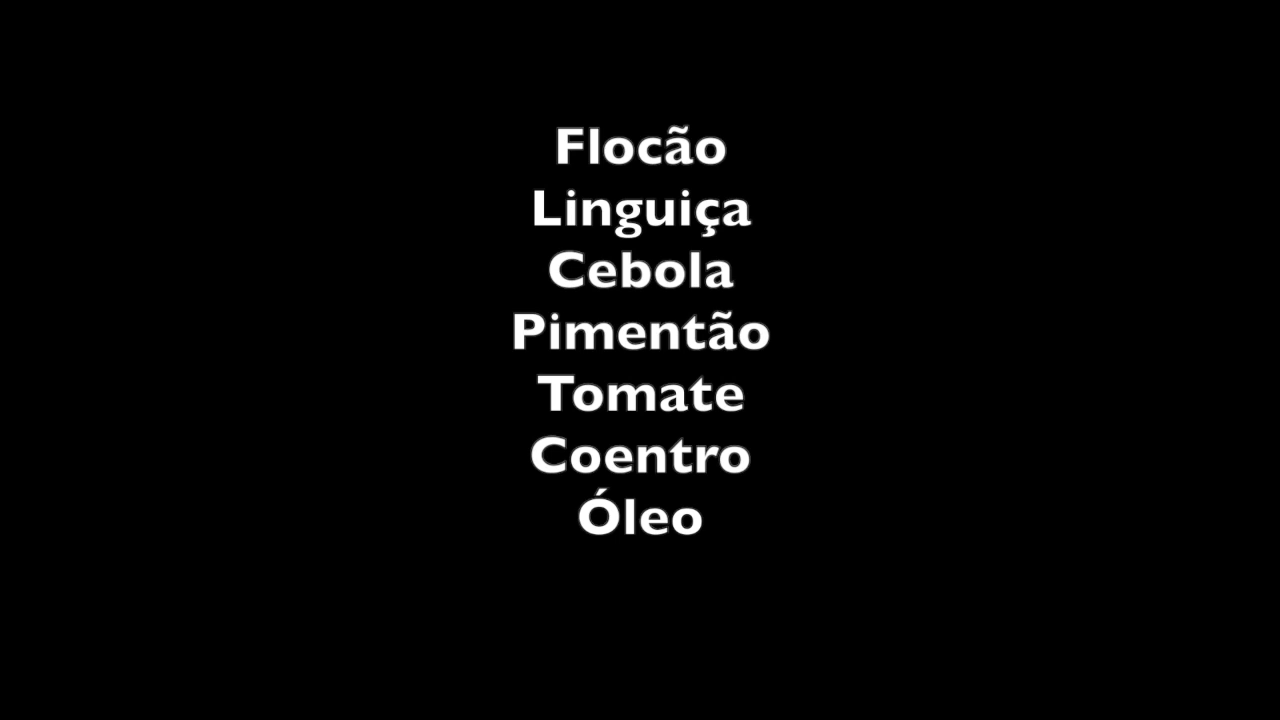 Flocão
Linguiça
Cebola
Pimentão
Tomate
Coentro
Óleo